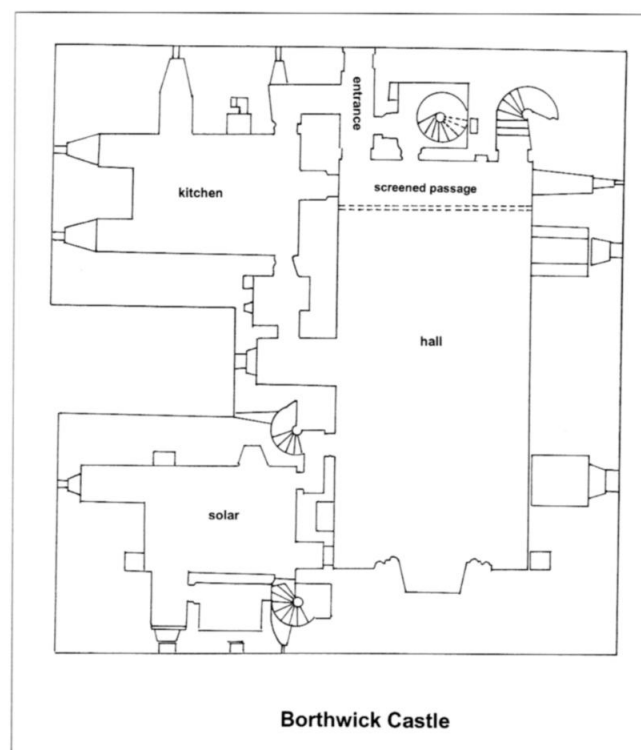 entrance
kitchen
screened passage
hall
solar
Borthwick Castle